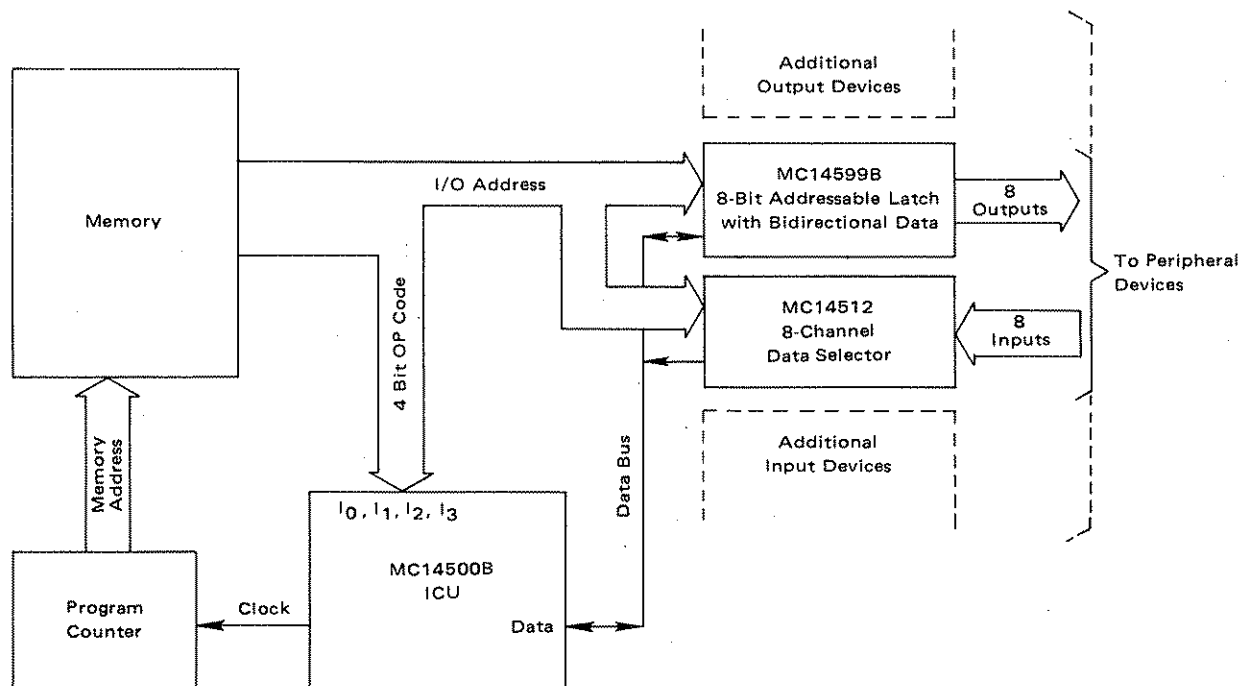 Additional
Output Devices
Memory
I/O Address
MC14599B
8-Bit Addressable Latch
with Bidirectional Data
8
Outputs
To Peripheral
Devices
MC14512
8-Channel
Data Selector
8
Inputs
4 Bit OP Code
Memory
Address
Data Bus
Additional
Input Devices
I0, I1, I2, I3
MC14500B
ICU
Program
Counter
Clock
Data